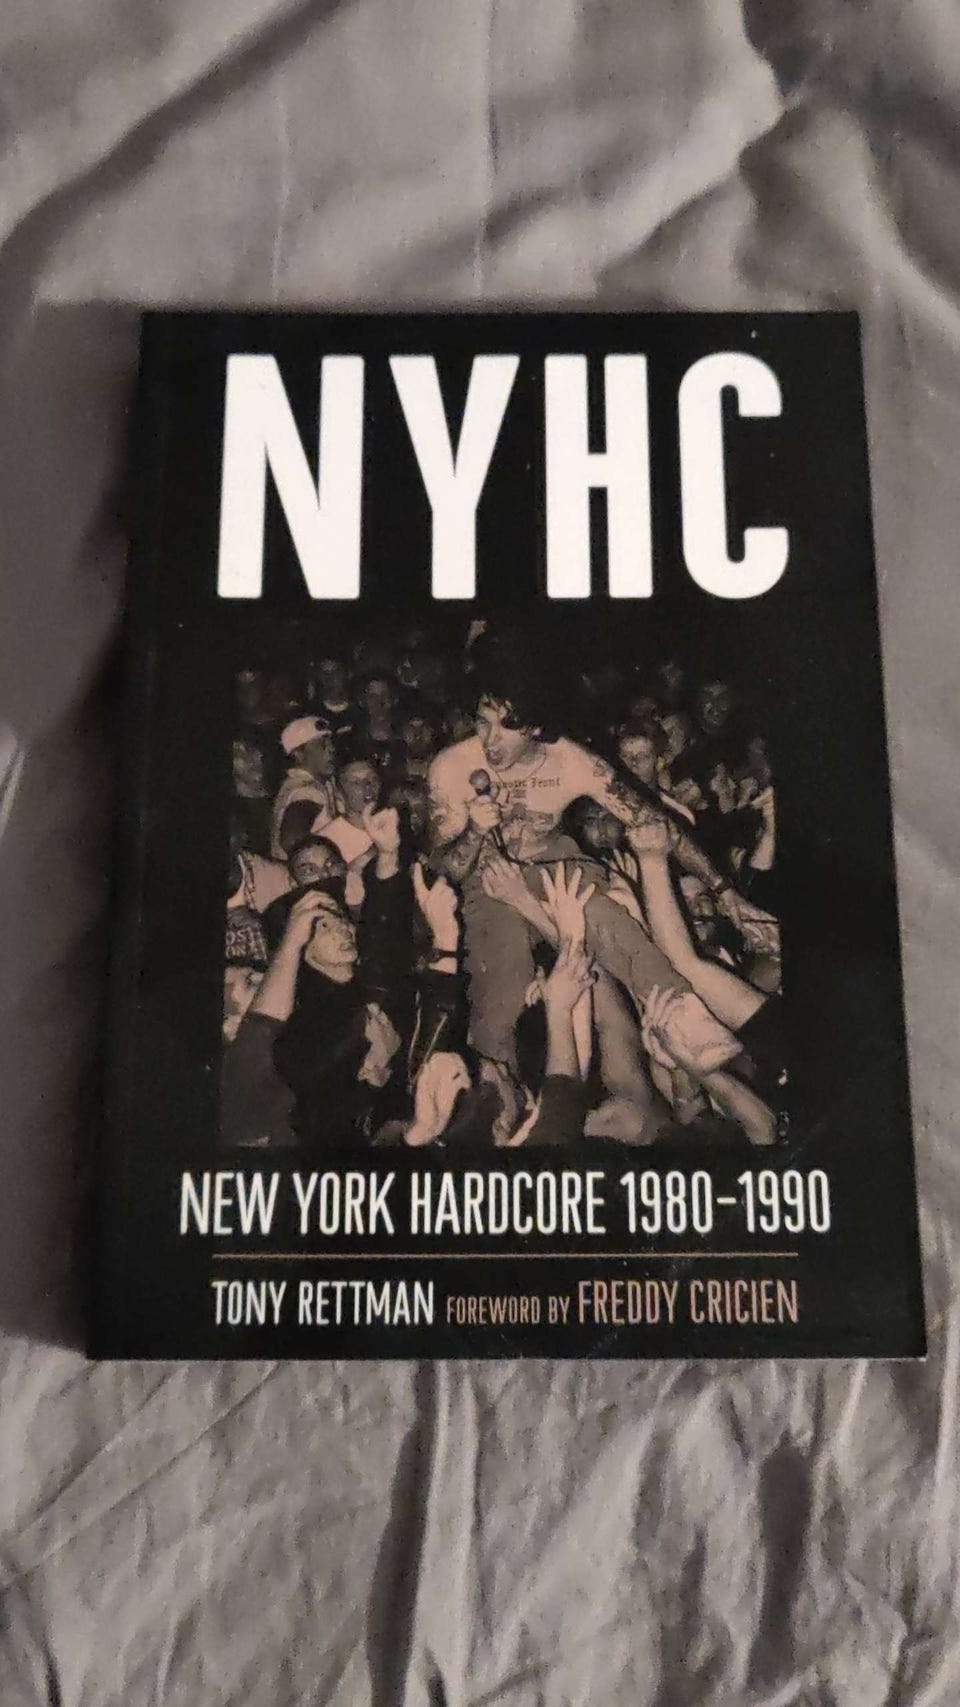 NYHC
NEW YORK HARDCORE 1980-1990
TONY RETTMAN FOREWORD BY FREDDY CRICIEN